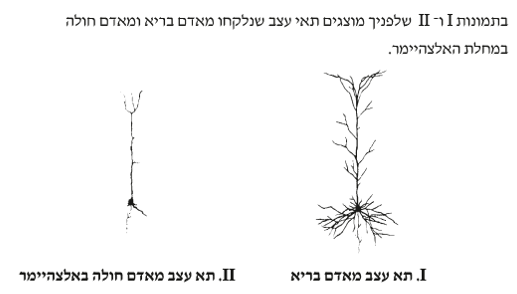 בתמונות I ו־ II שלפניך מוצגים תאי עצב שנלקחו מאדם בריא ומאדם חולה
במחלת האלצהיימר.
I. תא עצב מאדם בריא
II. תא עצב מאדם חולה באלצהיימר